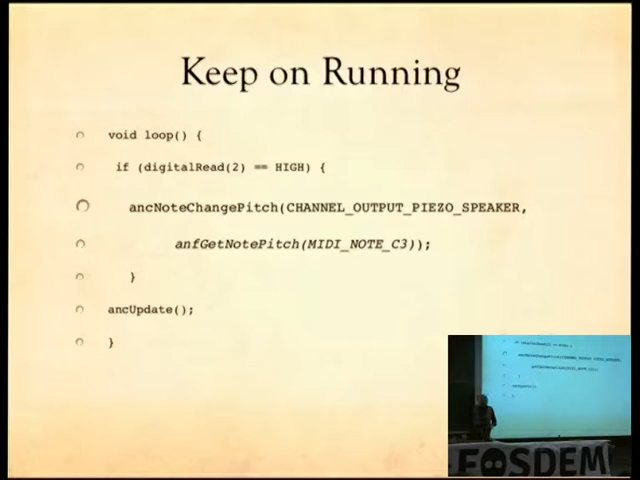 Keep on Running
void loop() {
if (digitalRead(2) == HIGH) {
ancNoteChangePitch(CHANNEL_OUTPUT_PIEZO_SPEAKER,
anfGetNotePitch(MIDI_NOTE_C3));
}
ancUpdate();
}
FOSDEM